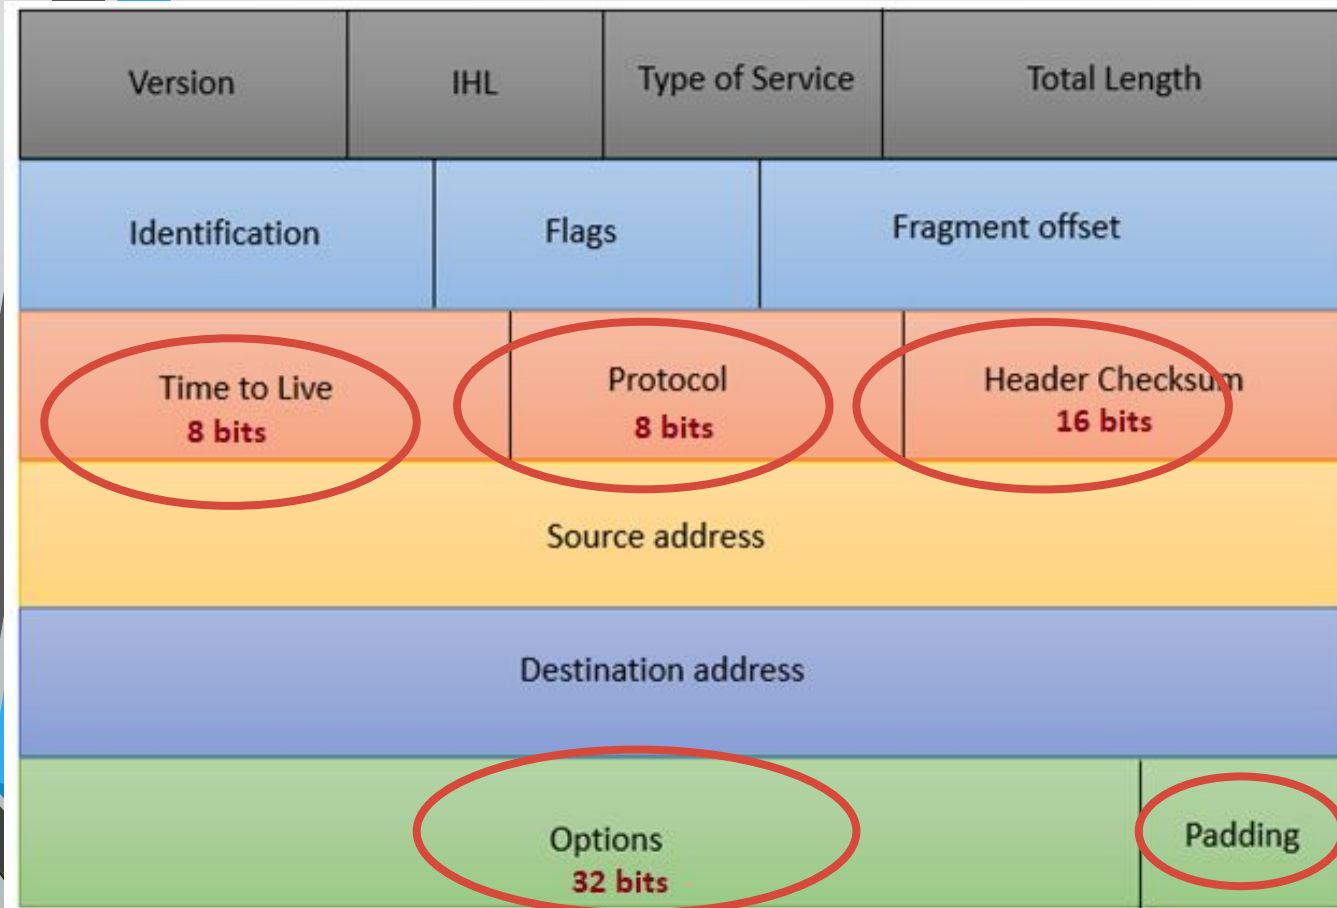 Version IHL Type of Service Total Length
Identification Flags Fragment offset
Time to Live Protocol Header Checksum
8 bits 8 bits 16 bits
Source address
Destination address
Options Padding
32 bits